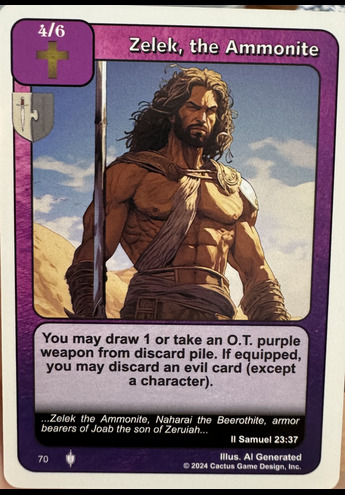 4/6
Zelek, the Ammonite
You may draw 1 or take an O.T. purple
weapon from discard pile. If equipped,
you may discard an evil card (except
a character).
...Zelek the Ammonite, Naharai the Beerothite, armor
bearers of Joab the son of Zeruiah...
II Samuel 23:37
70
Illus. AI Generated
© 2024 Cactus Game Design, Inc.